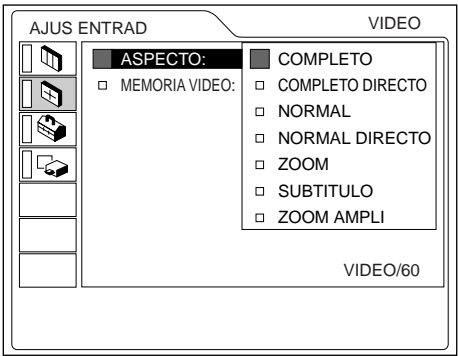 AJUS ENTRAD
VIDEO
ASPECTO:
MEMORIA VIDEO:
COMPLETO
COMPLETO DIRECTO
NORMAL
NORMAL DIRECTO
ZOOM
SUBTITULO
ZOOM AMPLI
VIDEO/60